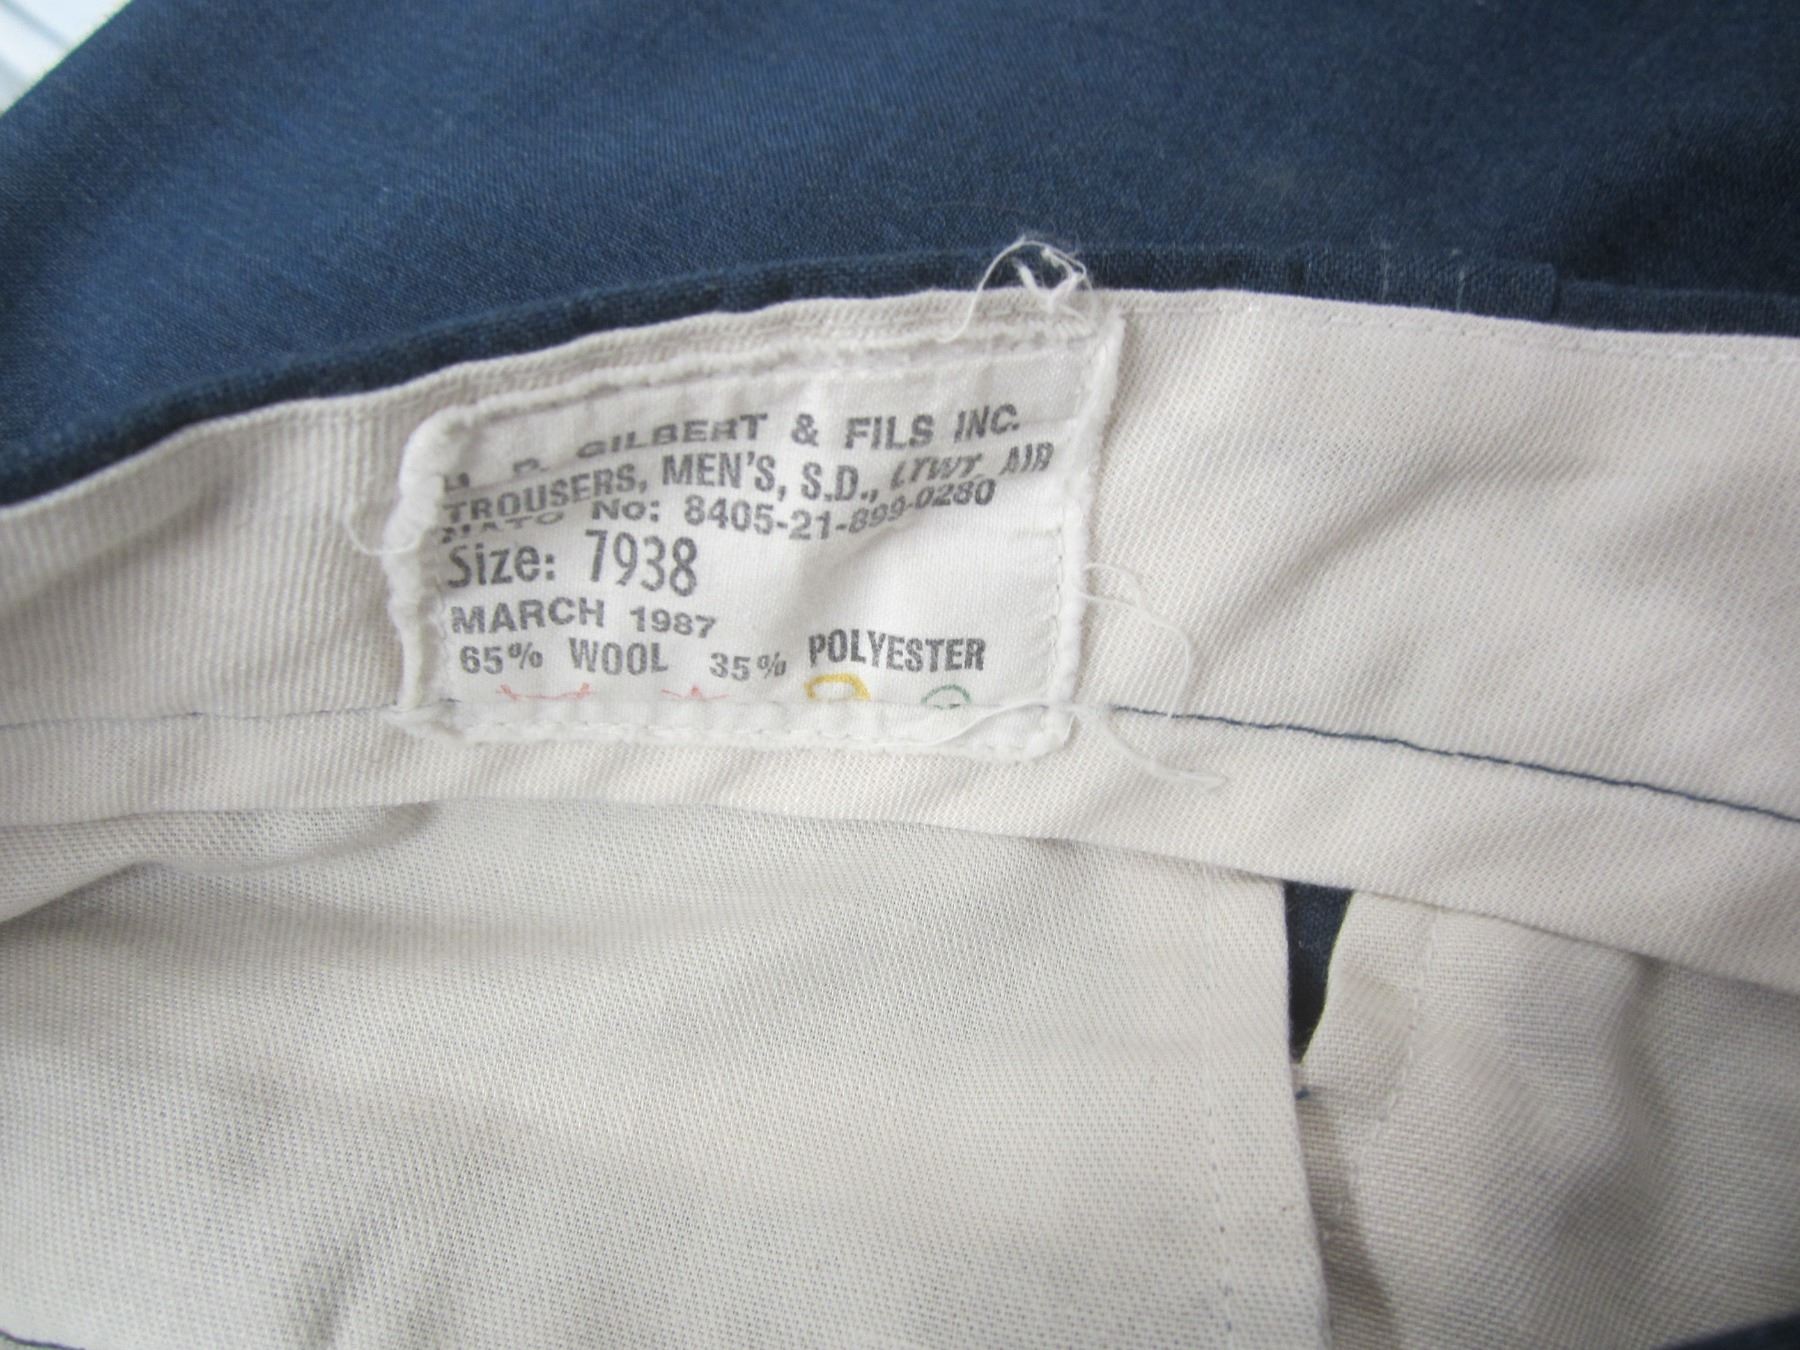 GILBERT & FILS INC.
TROUSERS, MEN'S, S.D., LTWT AIR
NATO No: 8405-21-899-0280
Size: 7938
MARCH 1987
65% WOOL 35% POLYESTER